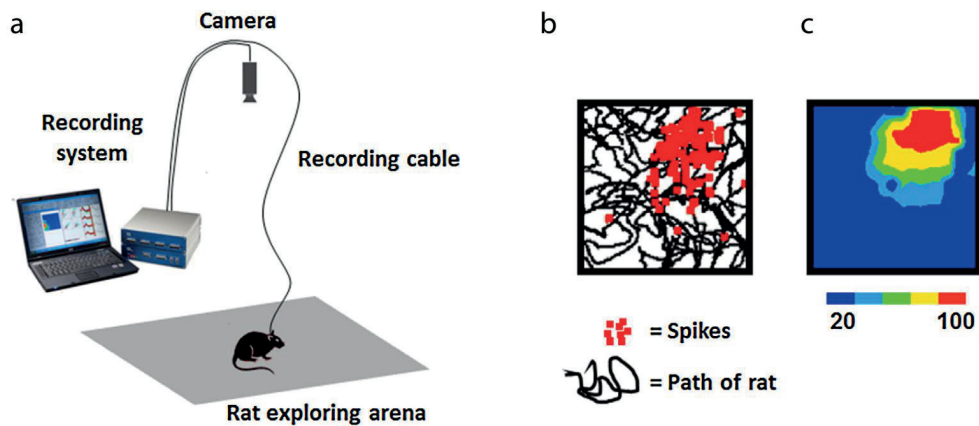 a
Camera
Recording
system
Recording cable
Rat exploring arena
b
= Spikes
= Path of rat
c
20 100